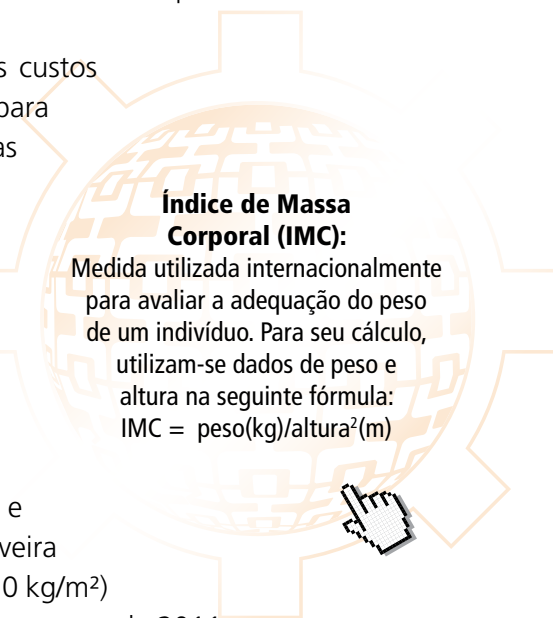 s custos
para
as
Índice de Massa
Corporal (IMC):
Medida utilizada internacionalmente
para avaliar a adequação do peso
de um indivíduo. Para seu cálculo,
utilizam-se dados de peso e
altura na seguinte fórmula:
IMC = peso(kg)/altura²(m)
e
veira
0 kg/m²)